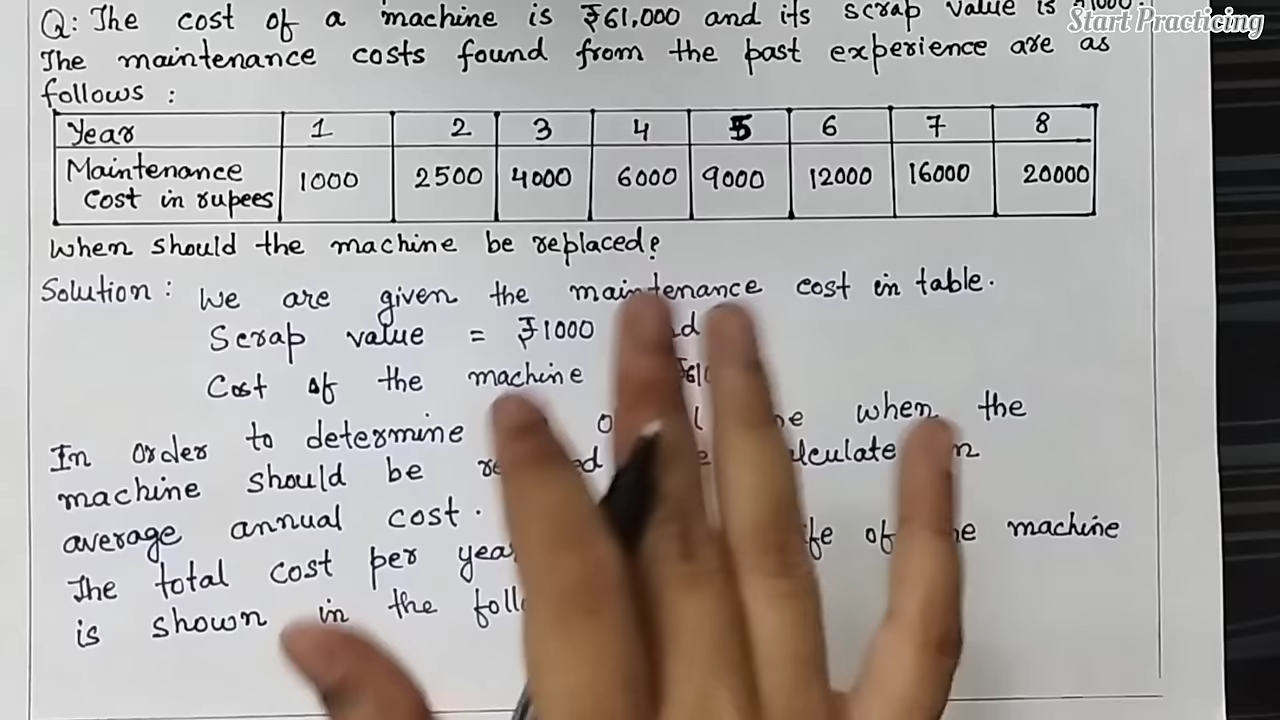 Start Practicing
Q: The cost of a machine is ₹61,000 and its scrap value is ₹1000.
The maintenance costs found from the past experience are as
follows :
Year 1 2 3 4 5 6 7 8
Maintenance Cost in rupees 1000 2500 4000 6000 9000 12000 16000 20000
When should the machine be replaced?
Solution : We are given the maintenance cost in table.
Scrap value = ₹1000
Cost of the machine
In order to determine when the
machine should be
average annual cost.
The total cost per of machine
is shown in the